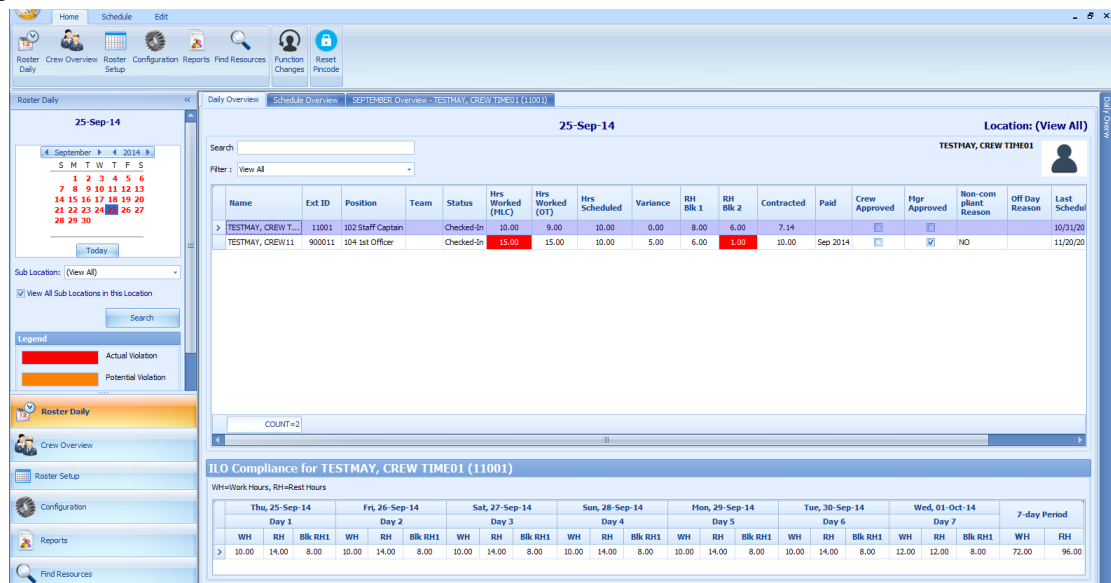 Home Schedule Edit
Roster Daily Crew Overview Roster Setup Configuration Reports Find Resources Function Changes Reset Pincode
Roster Daily
25-Sep-14
September 2014
S M T W T F S
1 2 3 4 5 6
7 8 9 10 11 12 13
14 15 16 17 18 19 20
21 22 23 24 25 26 27
28 29 30
Today
Sub Location: (View All)
View All Sub Locations in this Location
Search
Legend
Actual Violation
Potential Violation
Roster Daily
Crew Overview
Roster Setup
Configuration
Reports
Find Resources
Daily Overview Schedule Overview SEPTEMBER Overview - TESTMAY, CREW TIME01 (11001)
25-Sep-14 Location: (View All)
TESTMAY, CREW TIME01
Search
Filter : View All
Name Ext ID Position Team Status Hrs Worked (MLC) Hrs Worked (OT) Hrs Scheduled Variance RH Blk 1 RH Blk 2 Contracted Paid Crew Approved Mgr Approved Non-com pliant Reason Off Day Reason Last Schedul
TESTMAY, CREW T... 11001 102 Staff Captain Checked-In 10.00 9.00 10.00 0.00 8.00 6.00 7.14 10/31/20
TESTMAY, CREW11 900011 104 1st Officer Checked-In 15.00 15.00 10.00 5.00 6.00 1.00 10.00 Sep 2014 NO 11/20/20
COUNT=2
ILO Compliance for TESTMAY, CREW TIME01 (11001)
WH=Work Hours, RH=Rest Hours
Thu, 25-Sep-14 Fri, 26-Sep-14 Sat, 27-Sep-14 Sun, 28-Sep-14 Mon, 29-Sep-14 Tue, 30-Sep-14 Wed, 01-Oct-14 7-day Period
Day 1 Day 2 Day 3 Day 4 Day 5 Day 6 Day 7
WH RH Blk RH1 WH RH Blk RH1 WH RH Blk RH1 WH RH Blk RH1 WH RH Blk RH1 WH RH Blk RH1 WH RH Blk RH1 WH RH
10.00 14.00 8.00 10.00 14.00 8.00 10.00 14.00 8.00 10.00 14.00 8.00 10.00 14.00 8.00 10.00 14.00 8.00 12.00 12.00 8.00 72.00 96.00
Daily Overw